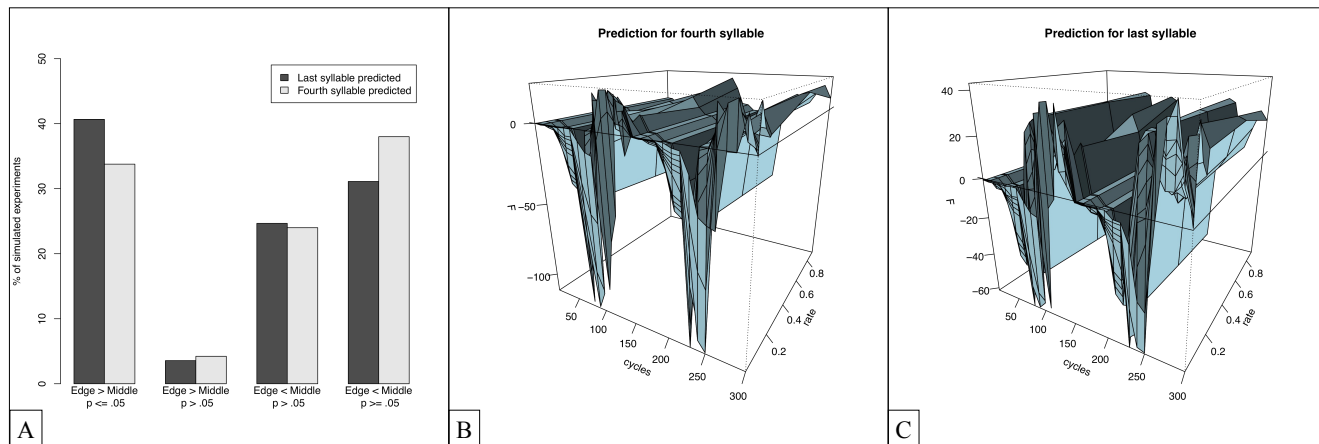 50
40
30
20
10
0
% of simulated experiments
Last syllable predicted
Fourth syllable predicted
Edge > Middle
p <= .05
Edge > Middle
p > .05
Edge < Middle
p > .05
Edge < Middle
p >= .05
A
Prediction for fourth syllable
0
−50
−100
F
50
100
150
200
250
300
cycles
0.2
0.4
0.6
0.8
rate
B
Prediction for last syllable
40
20
0
−20
−40
−60
F
50
100
150
200
250
300
cycles
0.2
0.4
0.6
0.8
rate
C